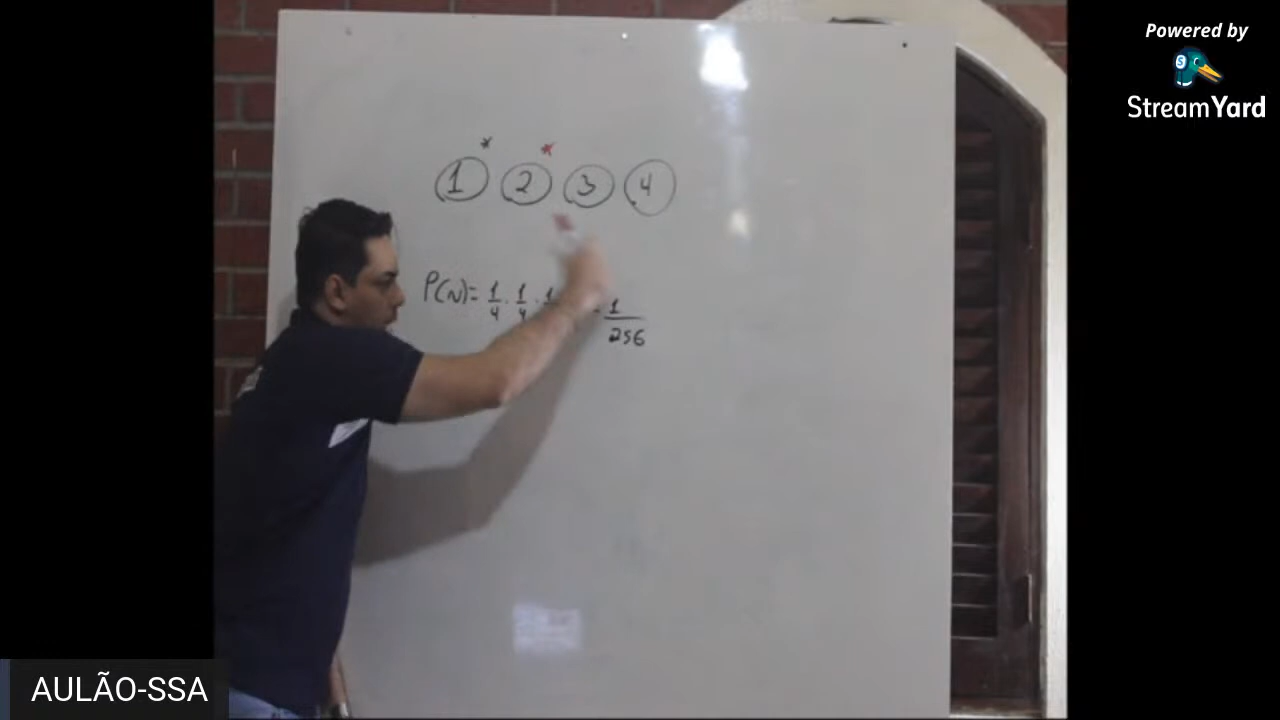 Powered by
StreamYard
* *
1 2 3 4
P(N)= 1/4 . 1/4 . 1 = 1/256
AULÃO-SSA